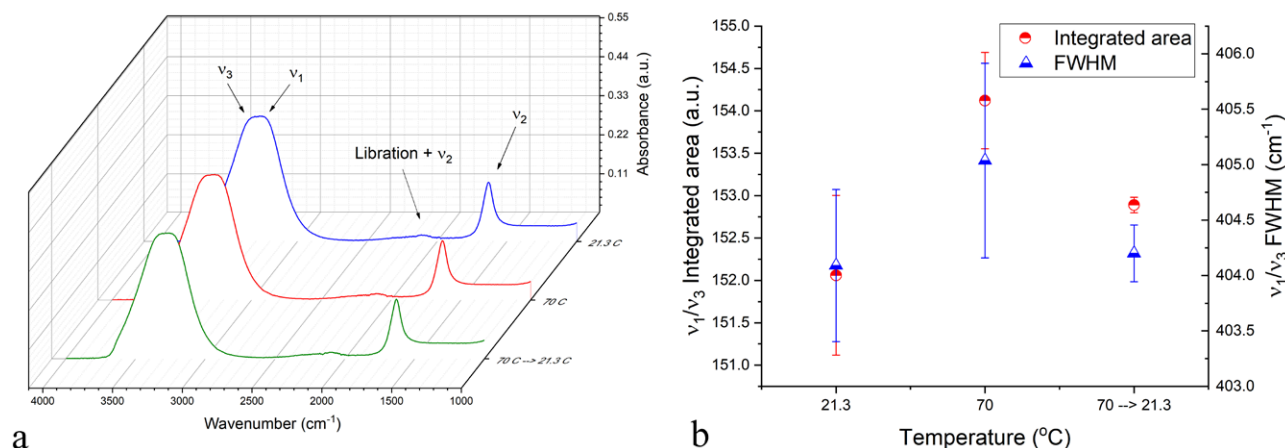 0.55
0.44
0.33
0.22
0.11
Absorbance (a.u.)
ν3
ν1
Libration + ν2
ν2
21.3 C
70 C
70 C --> 21.3 C
4000 3500 3000 2500 2000 1500 1000
Wavenumber (cm-1)
a
155.0
154.5
154.0
153.5
153.0
152.5
152.0
151.5
151.0
ν1/ν3 Integrated area (a.u.)
Integrated area
FWHM
406.0
405.5
405.0
404.5
404.0
403.5
403.0
ν1/ν3 FWHM (cm-1)
21.3 70 70 --> 21.3
Temperature (oC)
b